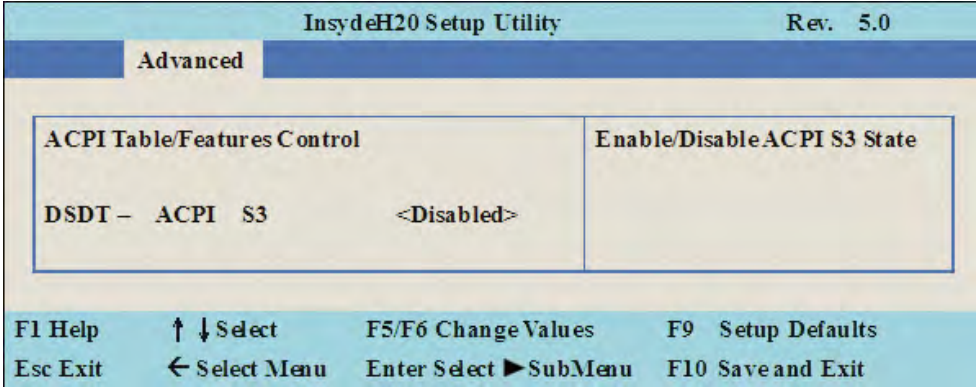 InsydeH20 Setup Utility Rev. 5.0
Advanced
ACPI Table/Features Control
Enable/Disable ACPI S3 State
DSDT – ACPI S3 <Disabled>
F1 Help ↑ ↓ Select F5/F6 Change Values F9 Setup Defaults
Esc Exit ← Select Menu Enter Select ► SubMenu F10 Save and Exit